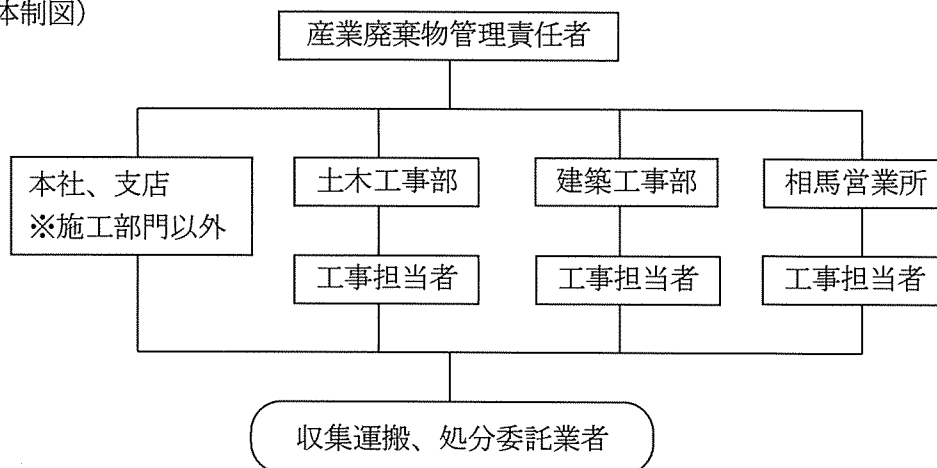 体制図)
産業廃棄物管理責任者
本社、支店
※施工部門以外
土木工事部
建築工事部
相馬営業所
工事担当者
工事担当者
工事担当者
収集運搬、処分委託業者